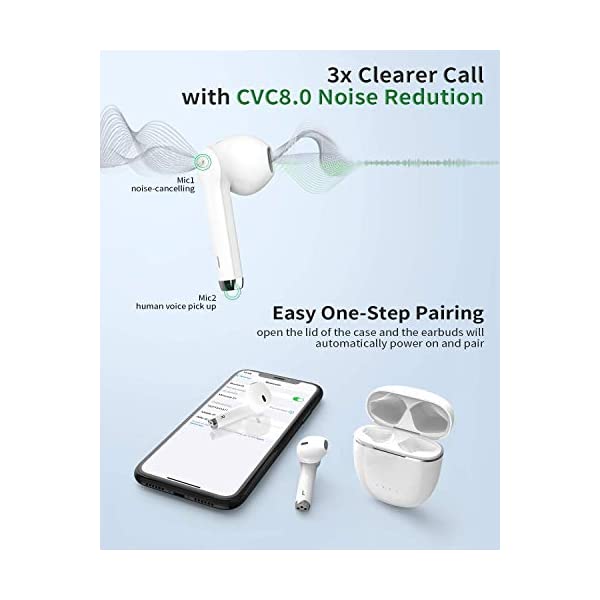 3x Clearer Call
with CVC8.0 Noise Redution
Mic1
noise-cancelling
Mic2
human voice pick up
Easy One-Step Pairing
open the lid of the case and the earbuds will
automatically power on and pair
L